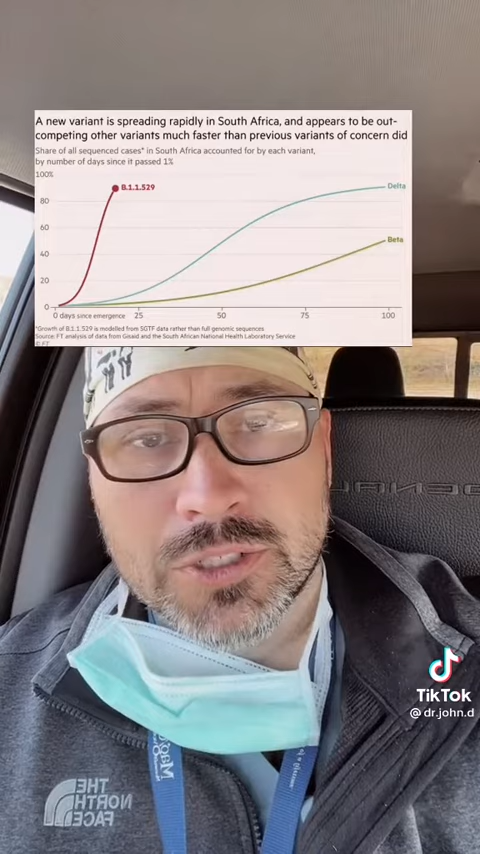 A new variant is spreading rapidly in South Africa, and appears to be out-
competing other variants much faster than previous variants of concern did
Share of all sequenced cases* in South Africa accounted for by each variant,
by number of days since it passed 1%
100%
80
60
40
20
0
B.1.1.529
Delta
Beta
0 days since emergence
25
50
75
100
*Growth of B.1.1.529 is modelled from SGTF data rather than full genomic sequences
Source: FT analysis of data from Gisaid and the South African National Health Laboratory Service
© FT
DENALI
TikTok
@dr.john.d
THE
NORTH
FACE